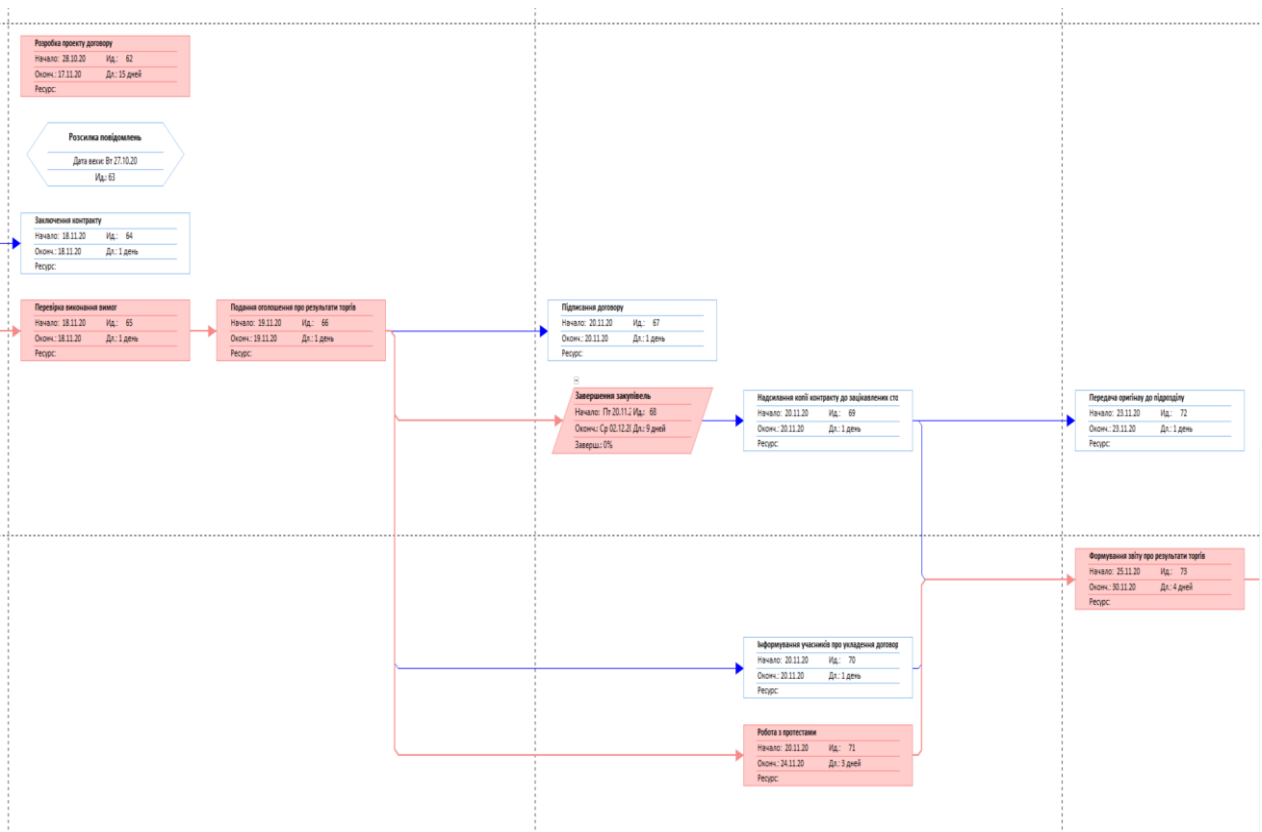 Розробка проекту договору
Начало: 28.10.20 Ид.: 62
Оконч.: 17.11.20 Дл.: 15 дней
Ресурс:
Розсилка повідомлень
Дата вехи: Вт 27.10.20
Ид.: 63
Заключення контракту
Начало: 18.11.20 Ид.: 64
Оконч.: 18.11.20 Дл.: 1 день
Ресурс:
Перевірка виконання вимог
Начало: 18.11.20 Ид.: 65
Оконч.: 18.11.20 Дл.: 1 день
Ресурс:
Подання оголошення про результати торгів
Начало: 19.11.20 Ид.: 66
Оконч.: 19.11.20 Дл.: 1 день
Ресурс:
Підписання договору
Начало: 20.11.20 Ид.: 67
Оконч.: 20.11.20 Дл.: 1 день
Ресурс:
Завершення закупівель
Начало: Пт 20.11.2 Ид.: 68
Оконч.: Ср 02.12.20 Дл.: 9 дней
Заверш.: 0%
Надсилання копії контракту до зацікавлених сто
Начало: 20.11.20 Ид.: 69
Оконч.: 20.11.20 Дл.: 1 день
Ресурс:
Передача оригінау до підрозділу
Начало: 23.11.20 Ид.: 72
Оконч.: 23.11.20 Дл.: 1 день
Ресурс:
Формування звіту про результати торгів
Начало: 25.11.20 Ид.: 73
Оконч.: 30.11.20 Дл.: 4 дней
Ресурс:
Інформування учасників про укладення договор
Начало: 20.11.20 Ид.: 70
Оконч.: 20.11.20 Дл.: 1 день
Ресурс:
Робота з протестами
Начало: 20.11.20 Ид.: 71
Оконч.: 24.11.20 Дл.: 3 дней
Ресурс: